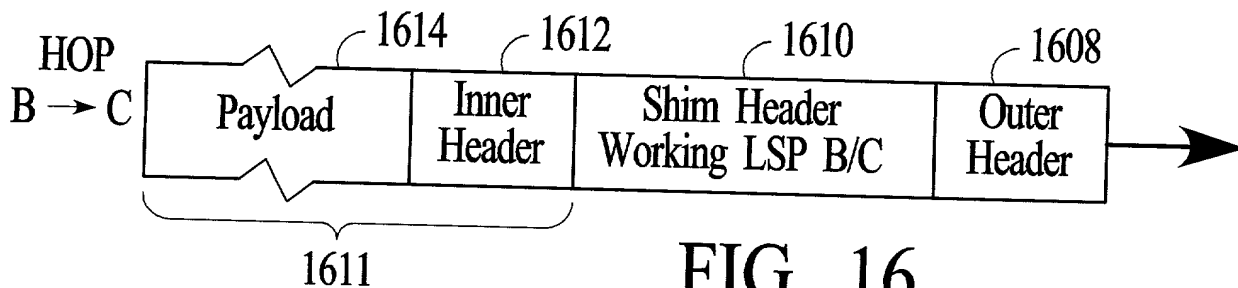 1614
1612
1610
1608
HOP
B → C
Payload
Inner
Header
Shim Header
Working LSP B/C
Outer
Header
1611
FIG. 16